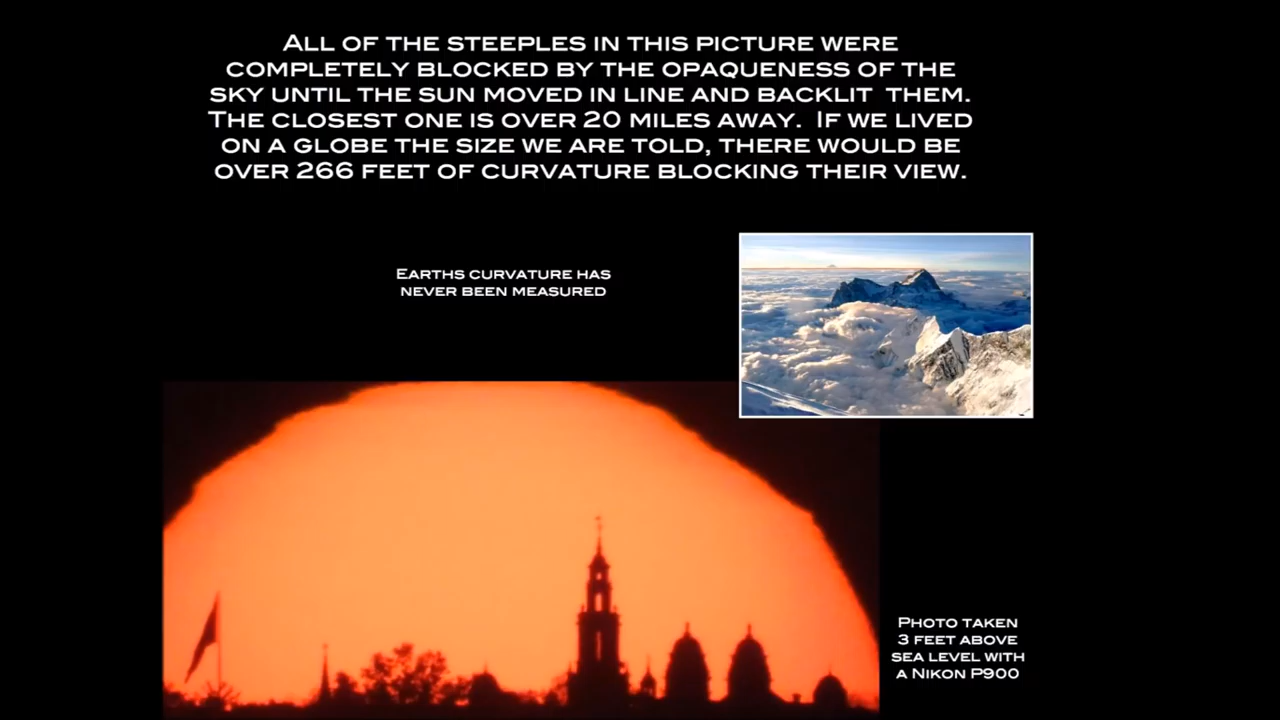 ALL OF THE STEEPLES IN THIS PICTURE WERE
COMPLETELY BLOCKED BY THE OPAQUENESS OF THE
SKY UNTIL THE SUN MOVED IN LINE AND BACKLIT THEM.
THE CLOSEST ONE IS OVER 20 MILES AWAY. IF WE LIVED
ON A GLOBE THE SIZE WE ARE TOLD, THERE WOULD BE
OVER 266 FEET OF CURVATURE BLOCKING THEIR VIEW.
EARTHS CURVATURE HAS
NEVER BEEN MEASURED
PHOTO TAKEN
3 FEET ABOVE
SEA LEVEL WITH
A NIKON P900